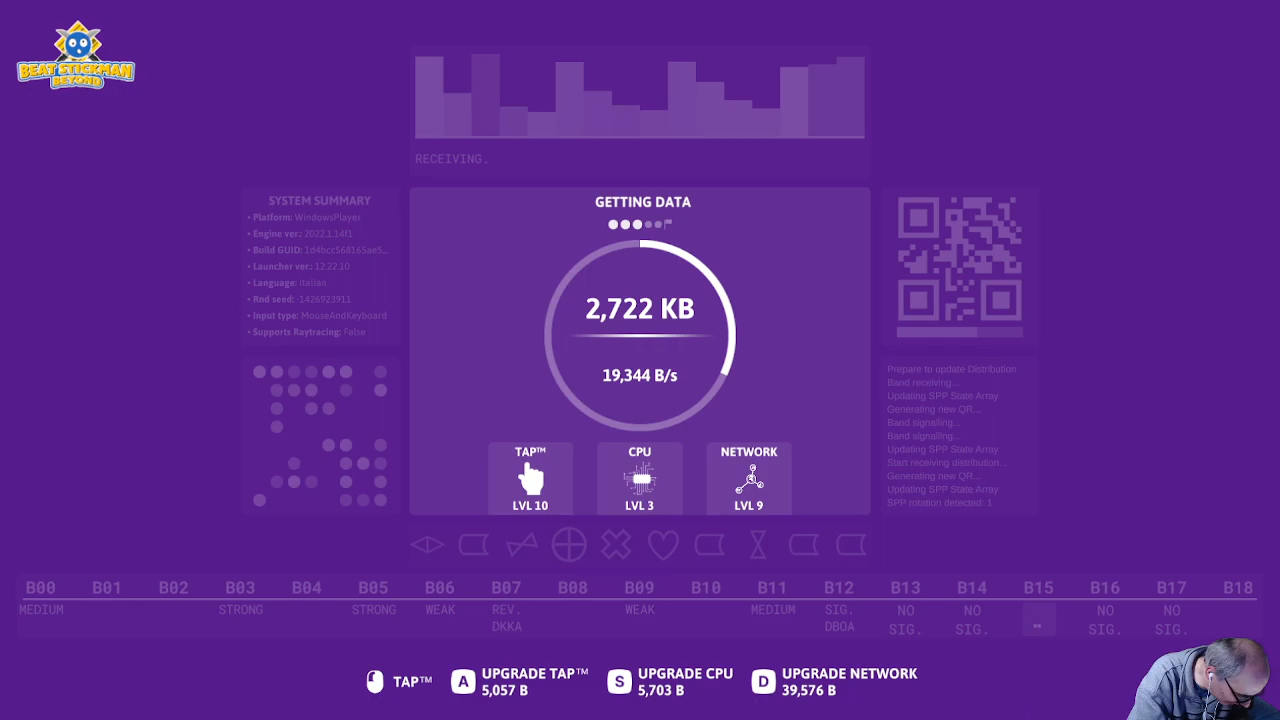 BEAT STICKMAN
BEYOND
RECEIVING.
SYSTEM SUMMARY
• Platform: WindowsPlayer
• Engine ver.: 2022.1.14f1
• Build GUID: 1d4bcc568165ae5...
• Launcher ver.: 12.22.10
• Language: Italian
• Rnd seed: -1426923911
• Input type: MouseAndKeyboard
• Supports Raytracing: False
GETTING DATA
2,722 KB
19,344 B/s
TAP™
LVL 10
CPU
LVL 3
NETWORK
LVL 9
Prepare to update Distribution
Band receiving...
Updating SPP State Array
Generating new QR...
Band signalling...
Band signalling...
Updating SPP State Array
Start receiving distribution...
Generating new QR...
Updating SPP State Array
SPP rotation detected: 1
B00 B01 B02 B03 B04 B05 B06 B07 B08 B09 B10 B11 B12 B13 B14 B15 B16 B17 B18
MEDIUM STRONG STRONG WEAK REV. WEAK MEDIUM SIG. NO NO NO NO
DKKA DBOA SIG. SIG. .. SIG. SIG.
TAP™
A UPGRADE TAP™
5,057 B
S UPGRADE CPU
5,703 B
D UPGRADE NETWORK
39,576 B